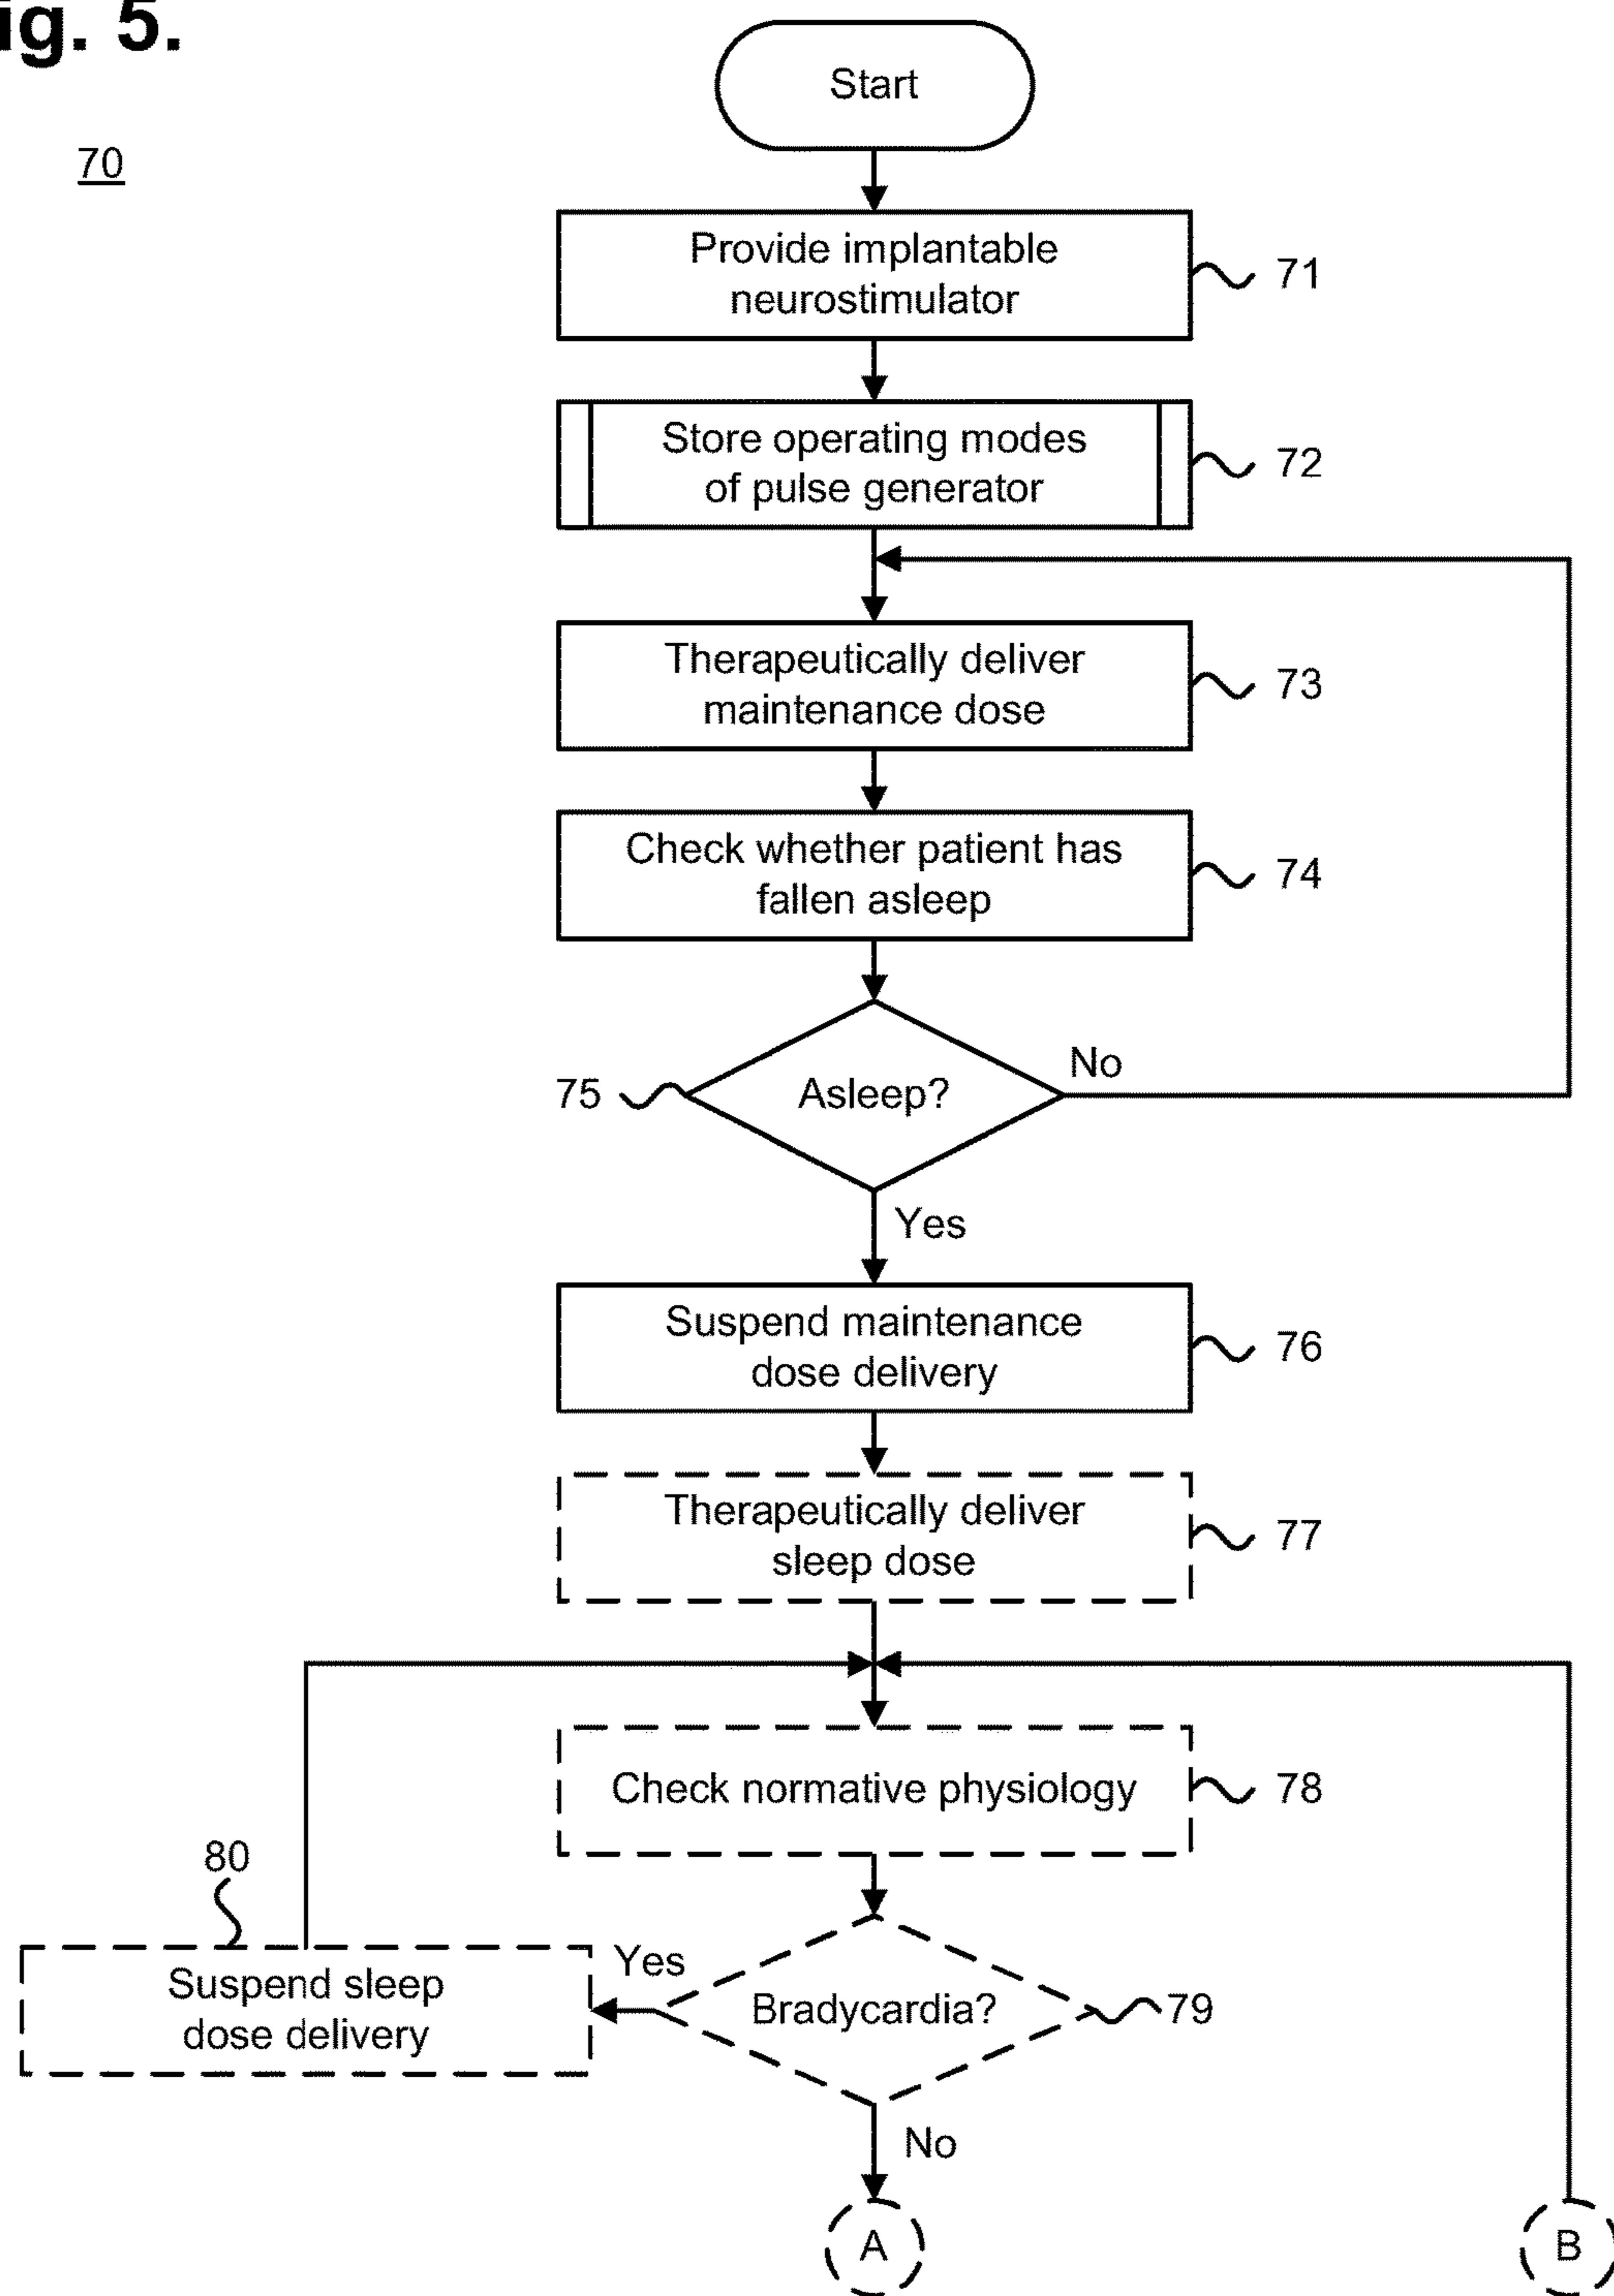 ig. 5.
70
Start
Provide implantable
neurostimulator
71
Store operating modes
of pulse generator
72
Therapeutically deliver
maintenance dose
73
Check whether patient has
fallen asleep
74
75
Asleep?
No
Yes
Suspend maintenance
dose delivery
76
Therapeutically deliver
sleep dose
77
Check normative physiology
78
80
Suspend sleep
dose delivery
Yes
Bradycardia?
79
No
A
B